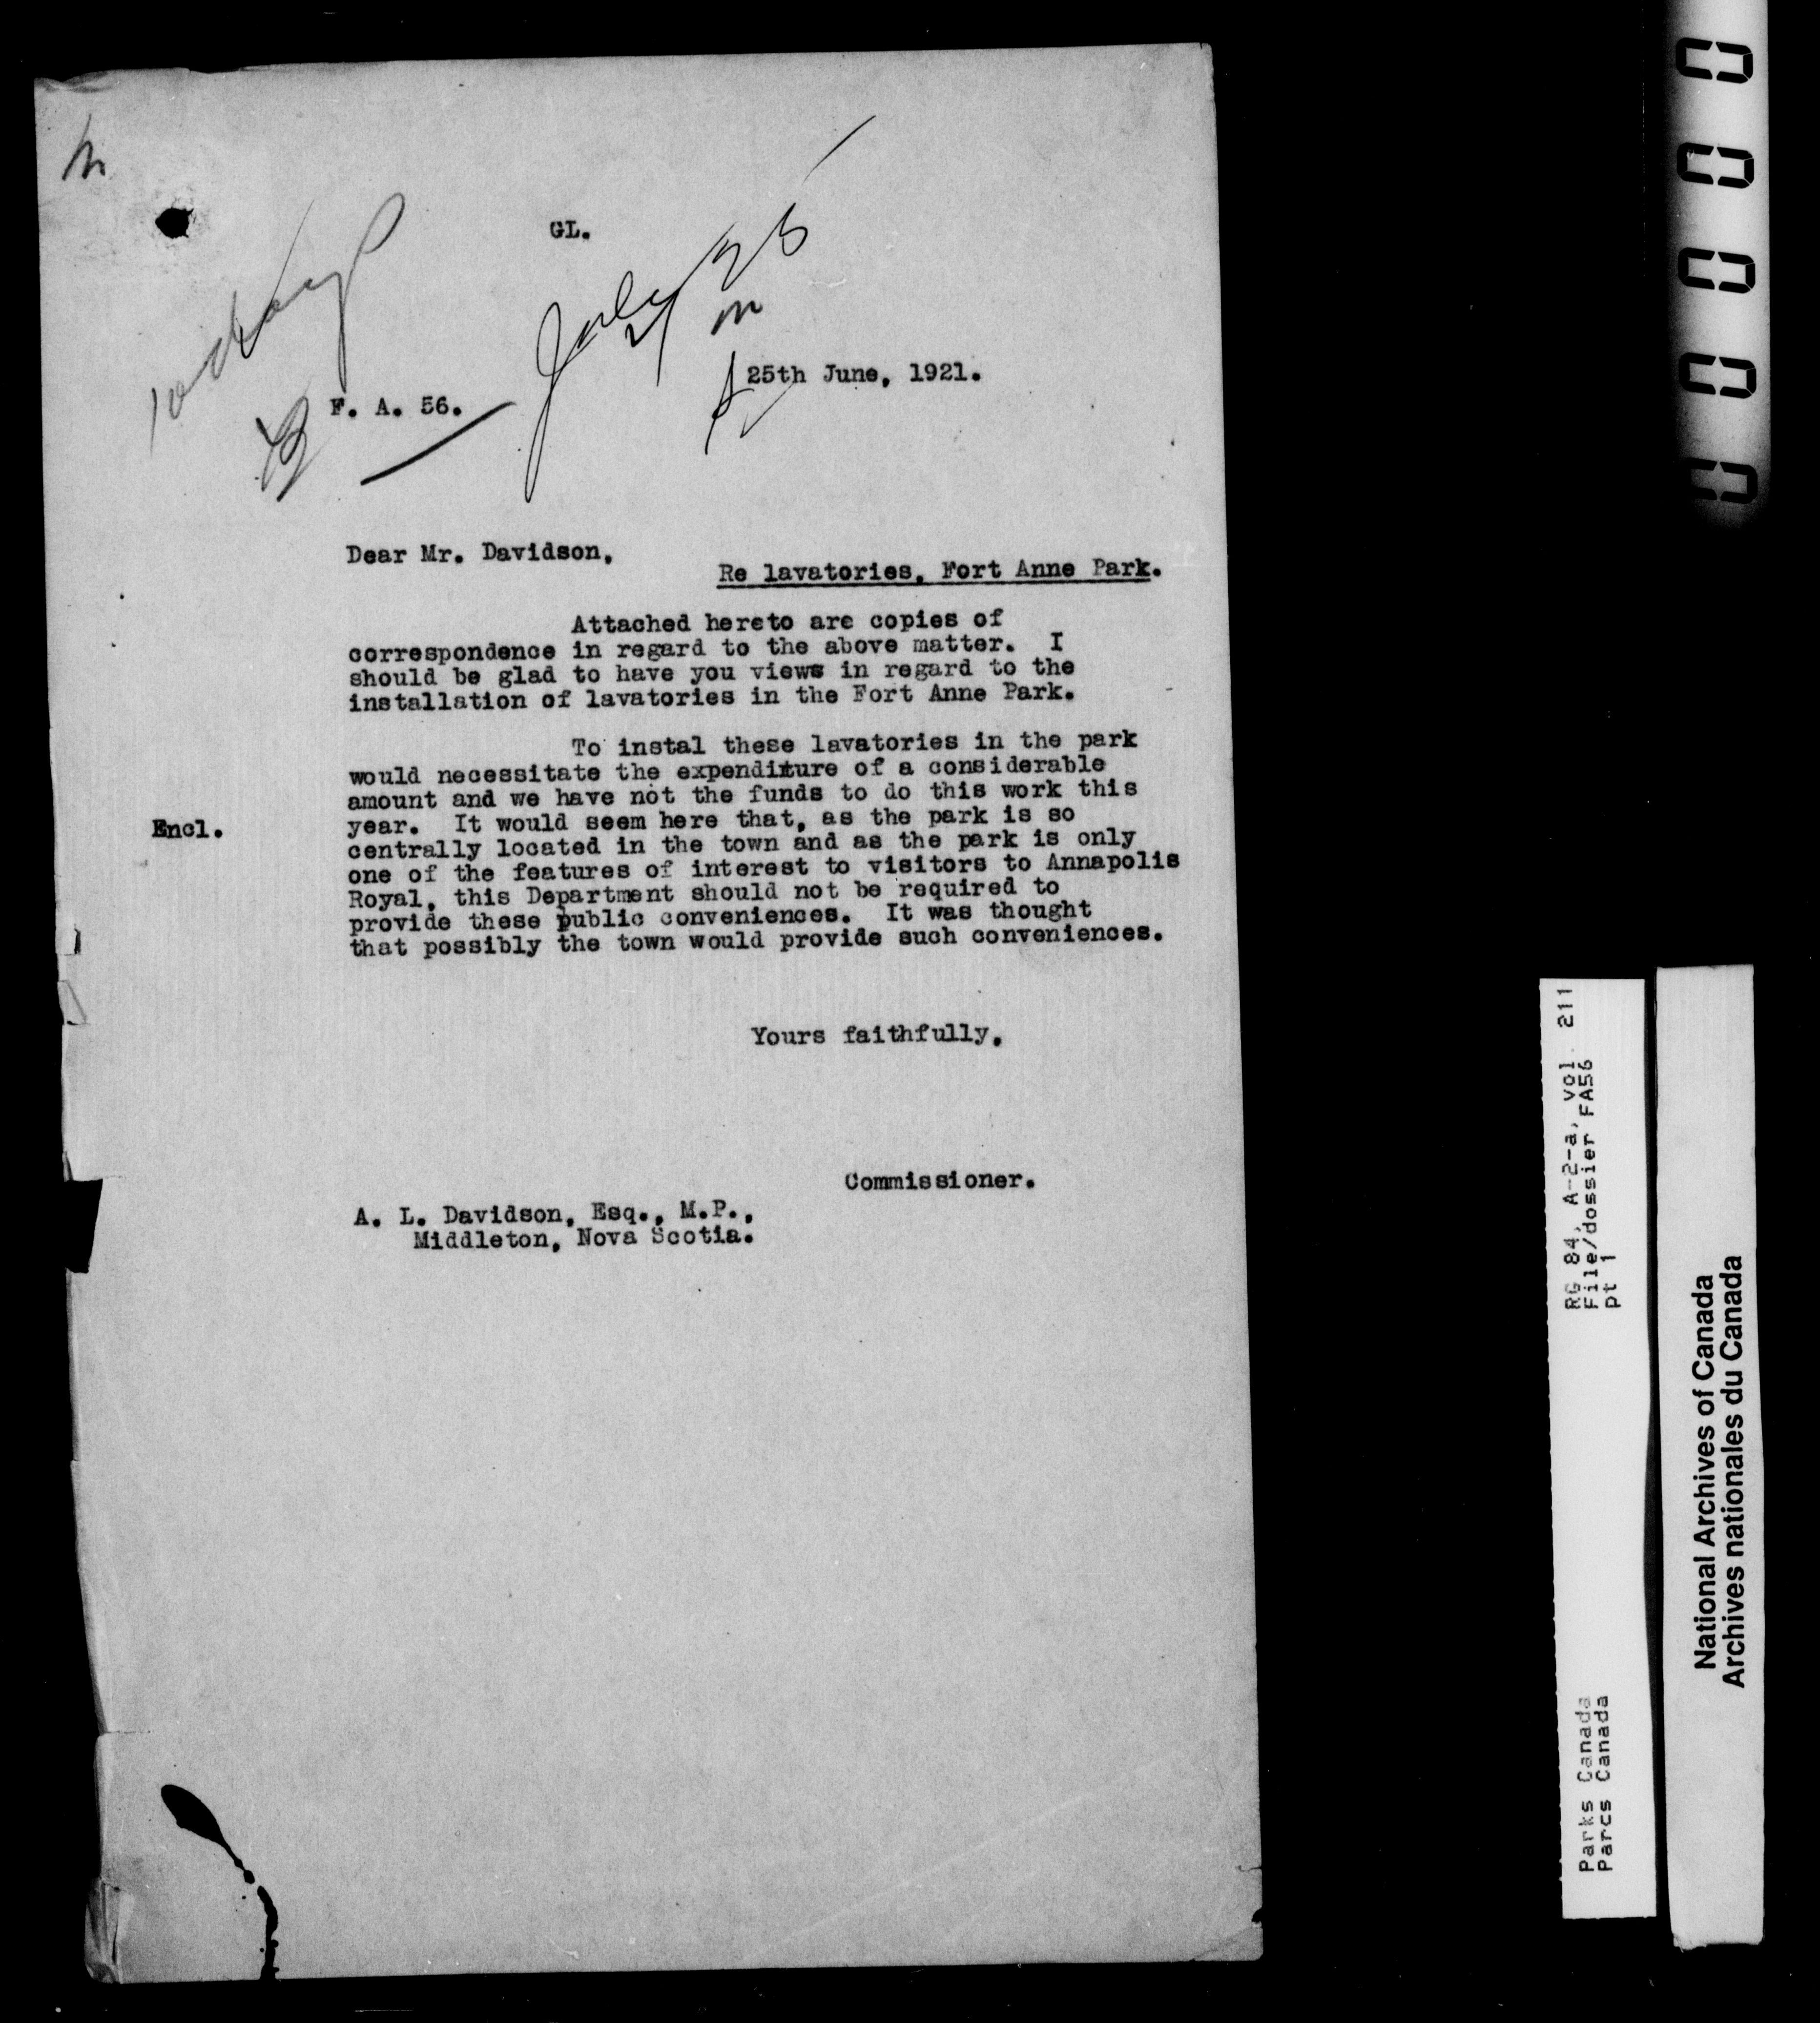 GL.
10 days
July 25
25th June, 1921.
F. A. 56.
Dear Mr. Davidson,
Re lavatories, Fort Anne Park.
Attached hereto are copies of
correspondence in regard to the above matter. I
should be glad to have you views in regard to the
installation of lavatories in the Fort Anne Park.
To instal these lavatories in the park
would necessitate the expenditure of a considerable
amount and we have not the funds to do this work this
Encl.
year. It would seem here that, as the park is so
centrally located in the town and as the park is only
one of the features of interest to visitors to Annapolis
Royal, this Department should not be required to
provide these public conveniences. It was thought
that possibly the town would provide such conveniences.
Yours faithfully,
Commissioner.
A. L. Davidson, Esq., M.P.,
Middleton, Nova Scotia.
00000
RG 84, A-2-a, vol. 211
File/dossier FA56
pt 1
Parks Canada
Parcs Canada
National Archives of Canada
Archives nationales du Canada